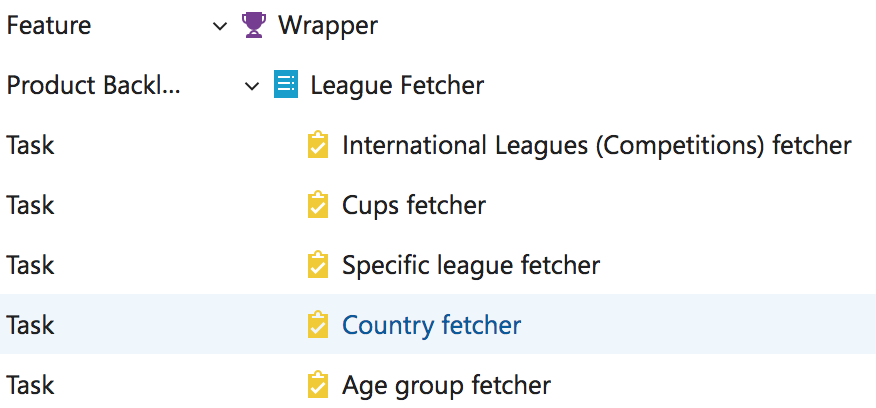 Feature Wrapper
Product Backl... League Fetcher
Task International Leagues (Competitions) fetcher
Task Cups fetcher
Task Specific league fetcher
Task Country fetcher
Task Age group fetcher